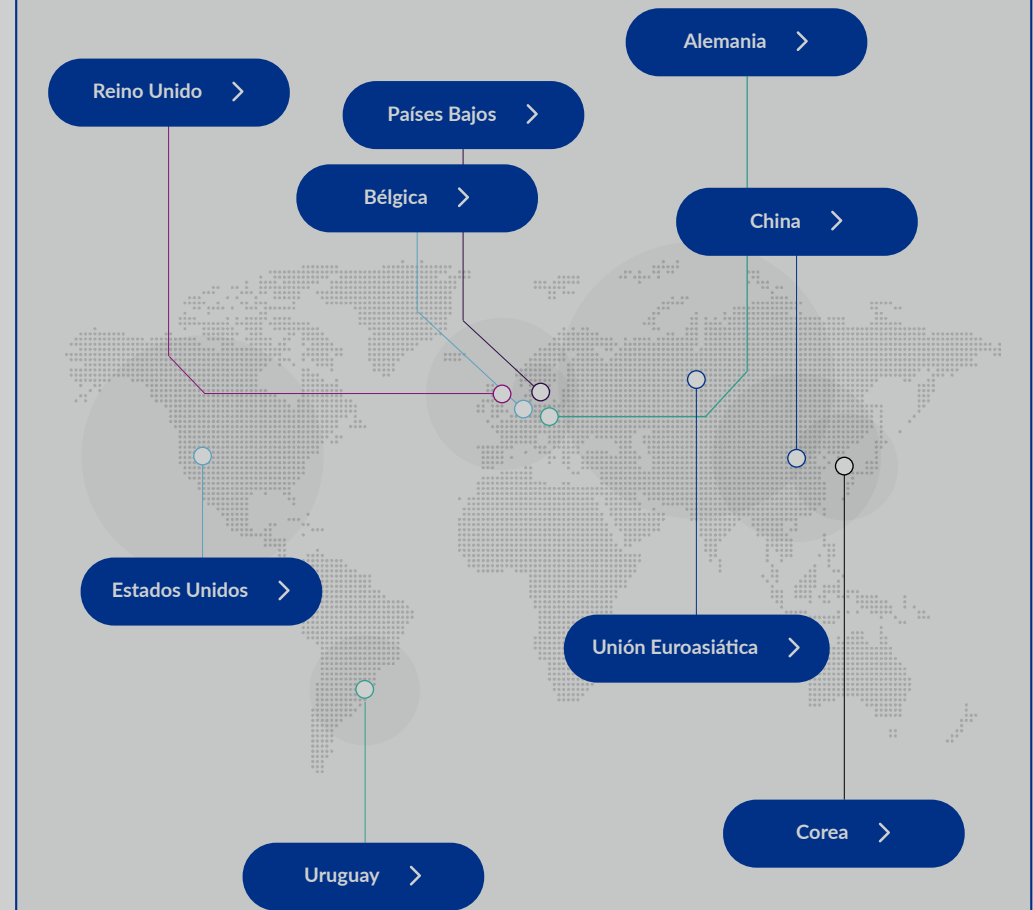 Alemania
Reino Unido
Países Bajos
Bélgica
China
Estados Unidos
Unión Euroasiática
Corea
Uruguay